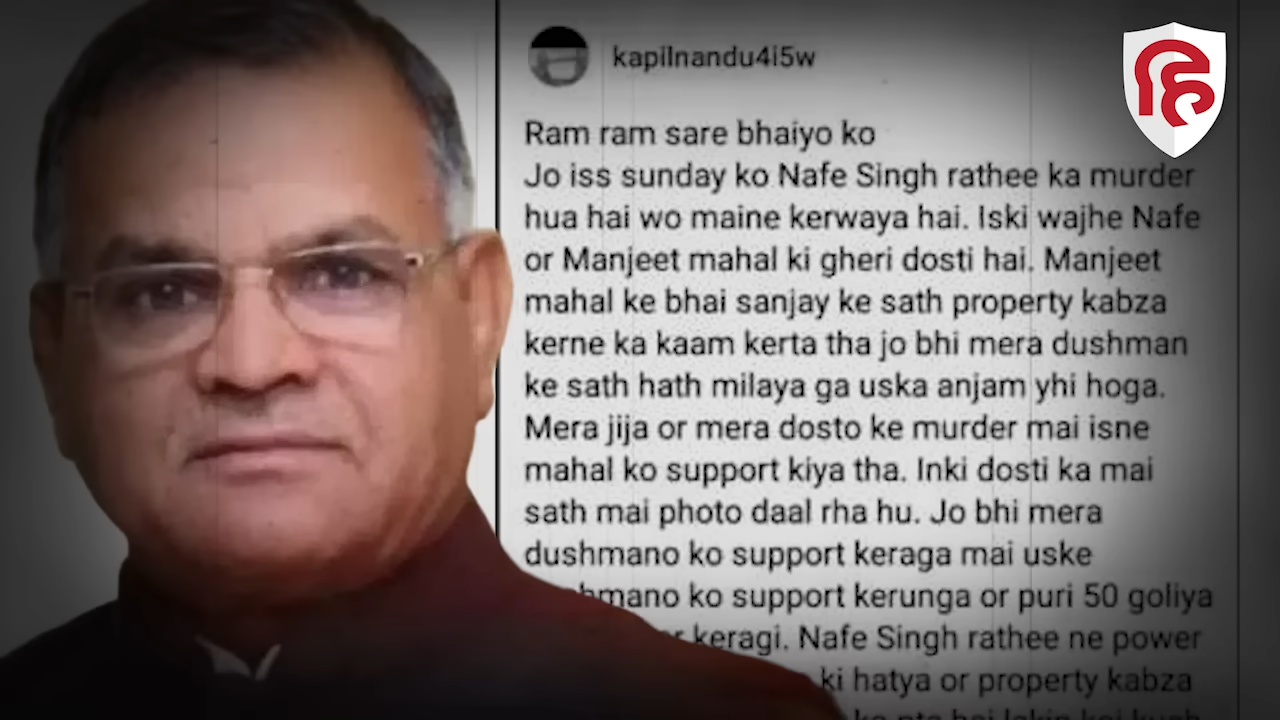 kapilnandu4i5w
Ram ram sare bhaiyo ko
Jo iss sunday ko Nafe Singh rathee ka murder
hua hai wo maine kerwaya hai. Iski wajhe Nafe
or Manjeet mahal ki gheri dosti hai. Manjeet
mahal ke bhai sanjay ke sath property kabza
kerne ka kaam kerta tha jo bhi mera dushman
ke sath hath milaya ga uska anjam yhi hoga.
Mera jija or mera dosto ke murder mai isne
mahal ko support kiya tha. Inki dosti ka mai
sath mai photo daal rha hu. Jo bhi mera
dushmano ko support keraga mai uske
ko support kerunga or puri 50 goliya
keragi. Nafe Singh rathee ne power
ki hatya or property kabza